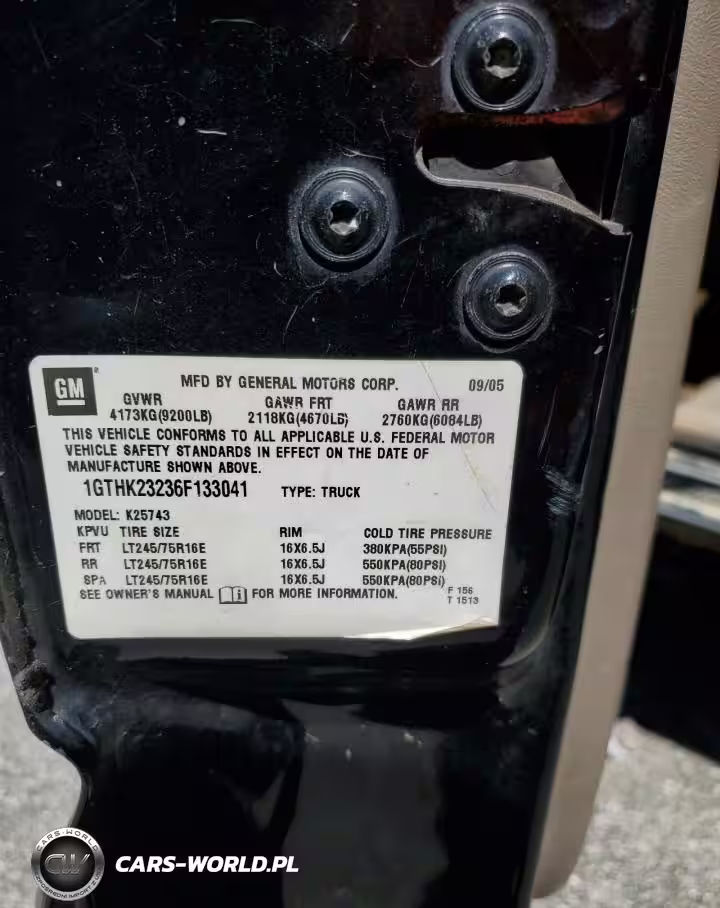 GM
MFD BY GENERAL MOTORS CORP. 09/05
GVWR GAWR FRT GAWR RR
4173KG(9200LB) 2118KG(4670LB) 2760KG(6084LB)
THIS VEHICLE CONFORMS TO ALL APPLICABLE U.S. FEDERAL MOTOR
VEHICLE SAFETY STANDARDS IN EFFECT ON THE DATE OF
MANUFACTURE SHOWN ABOVE.
1GTHK23236F133041 TYPE: TRUCK
MODEL: K25743
KPVU TIRE SIZE RIM COLD TIRE PRESSURE
FRT LT245/75R16E 16X6.5J 380KPA(55PSI)
RR LT245/75R16E 16X6.5J 550KPA(80PSI)
SPA LT245/75R16E 16X6.5J 550KPA(80PSI)
SEE OWNER'S MANUAL i FOR MORE INFORMATION.
F 156
T 1513
CARS-WORLD
CW
CARS-WORLD.PL